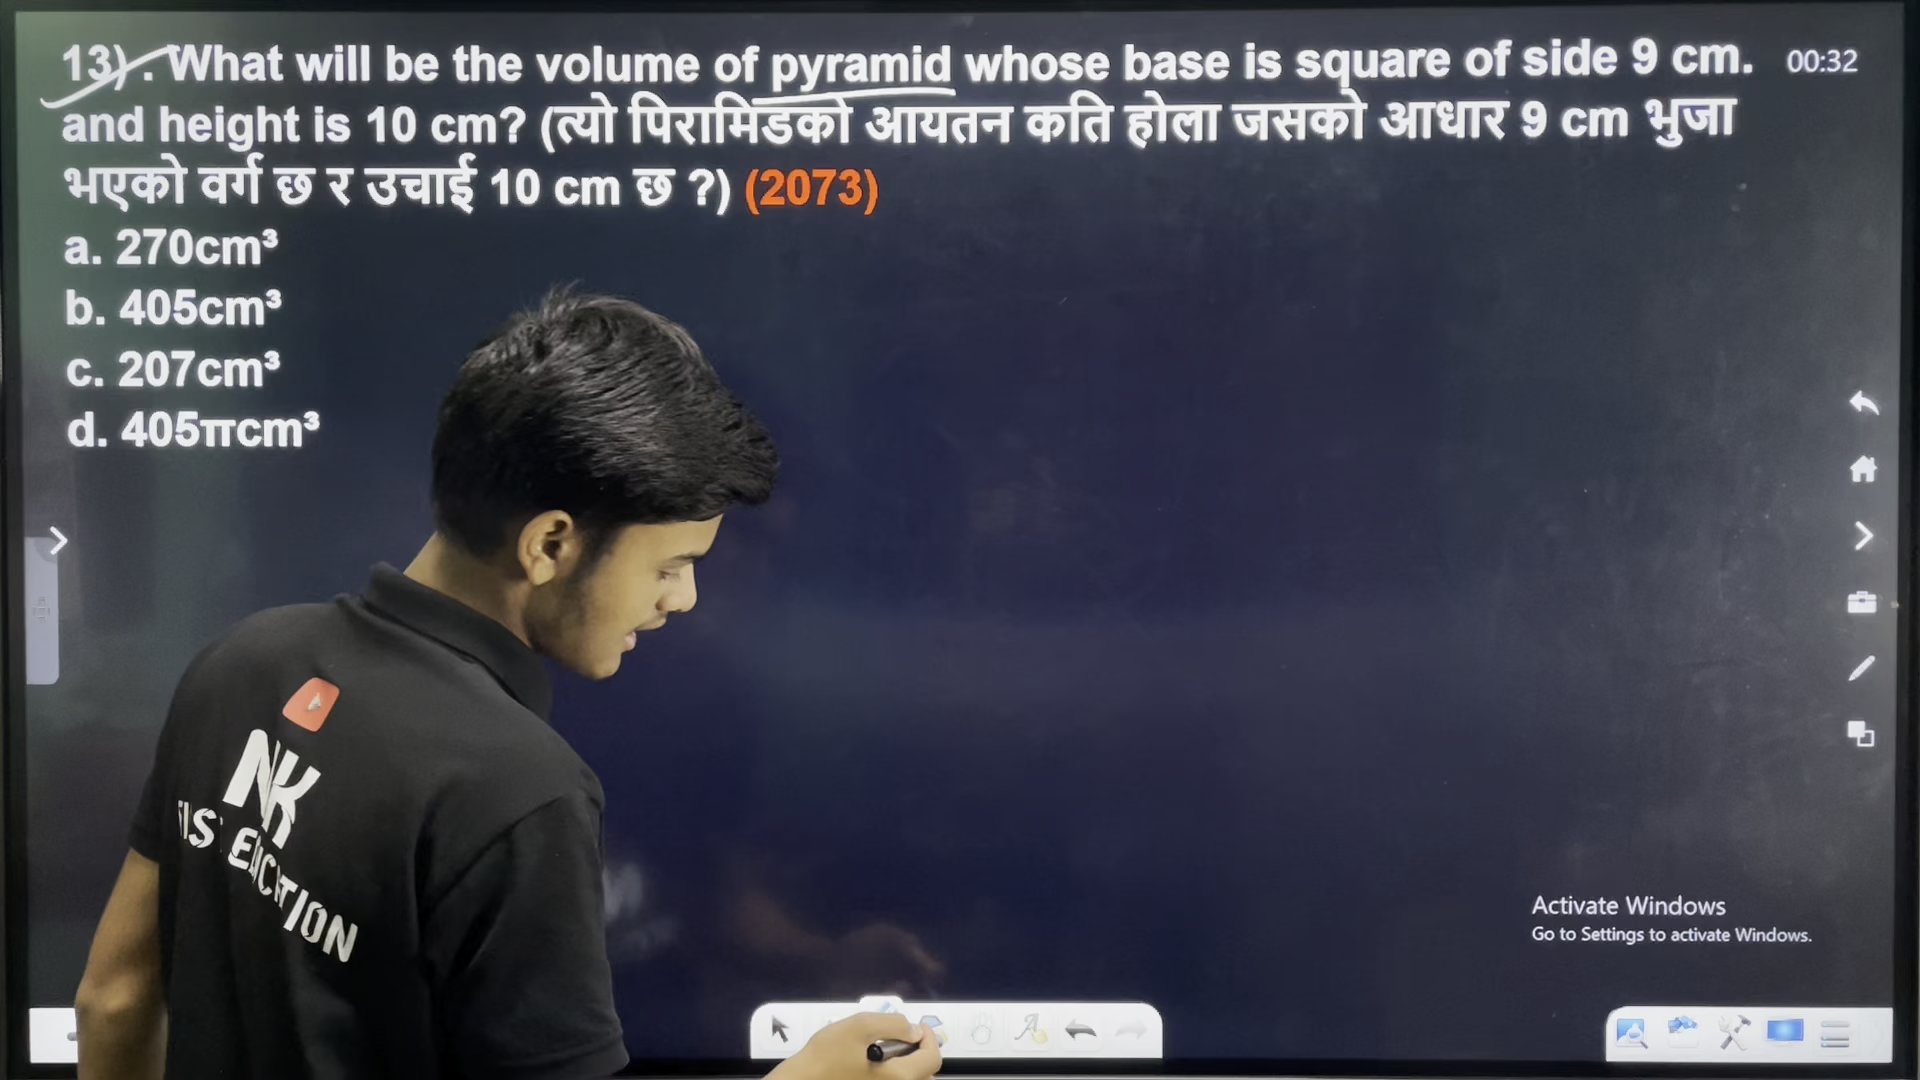 13) . What will be the volume of pyramid whose base is square of side 9 cm.
00:32
and height is 10 cm? (त्यो पिरामिडको आयतन कति होला जसको आधार 9 cm भुजा
भएको वर्ग छ र उचाई 10 cm छ ?) (2073)
a. 270cm³
b. 405cm³
c. 207cm³
d. 405πcm³
NK
Activate Windows
Go to Settings to activate Windows.